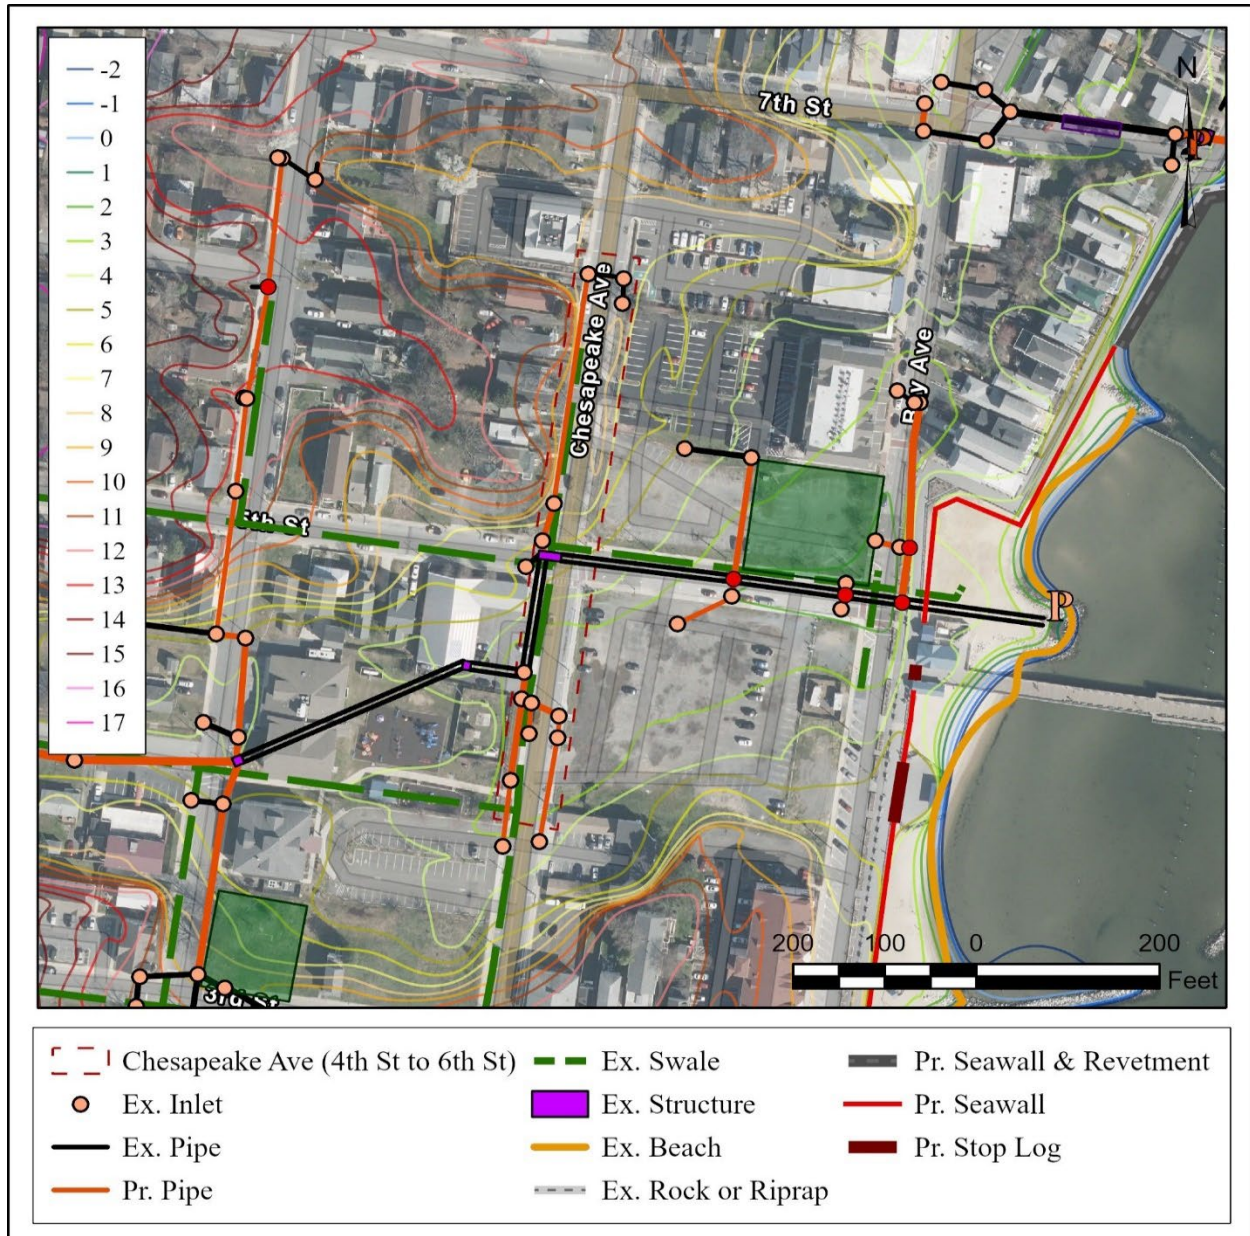 -2
-1
0
1
2
3
4
5
6
7
8
9
10
11
12
13
14
15
16
17
7th St
N
Chesapeake Ave
Bay Ave
5th St
P
3rd St
200 100 0 200
Feet
Chesapeake Ave (4th St to 6th St)
Ex. Inlet
Ex. Pipe
Pr. Pipe
Ex. Swale
Ex. Structure
Ex. Beach
Ex. Rock or Riprap
Pr. Seawall & Revetment
Pr. Seawall
Pr. Stop Log